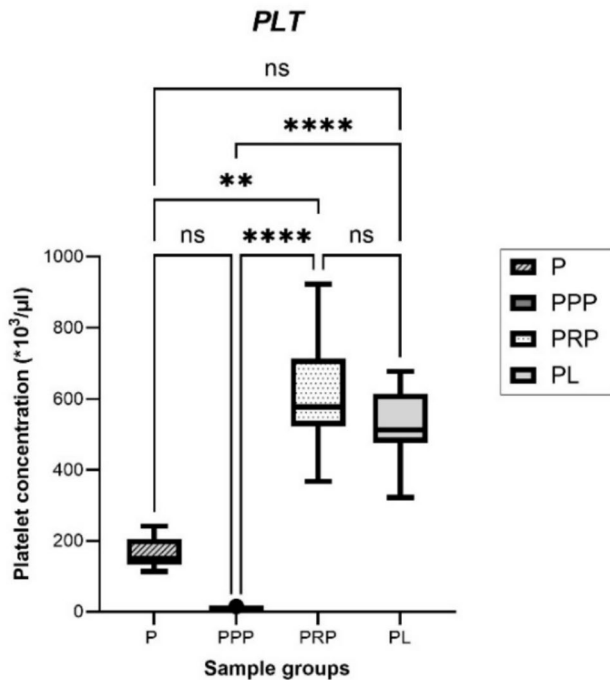 PLT
ns
****
**
ns
****
ns
Platelet concentration (*10³/µl)
1000
800
600
400
200
0
P
PPP
PRP
PL
Sample groups
P
PPP
PRP
PL